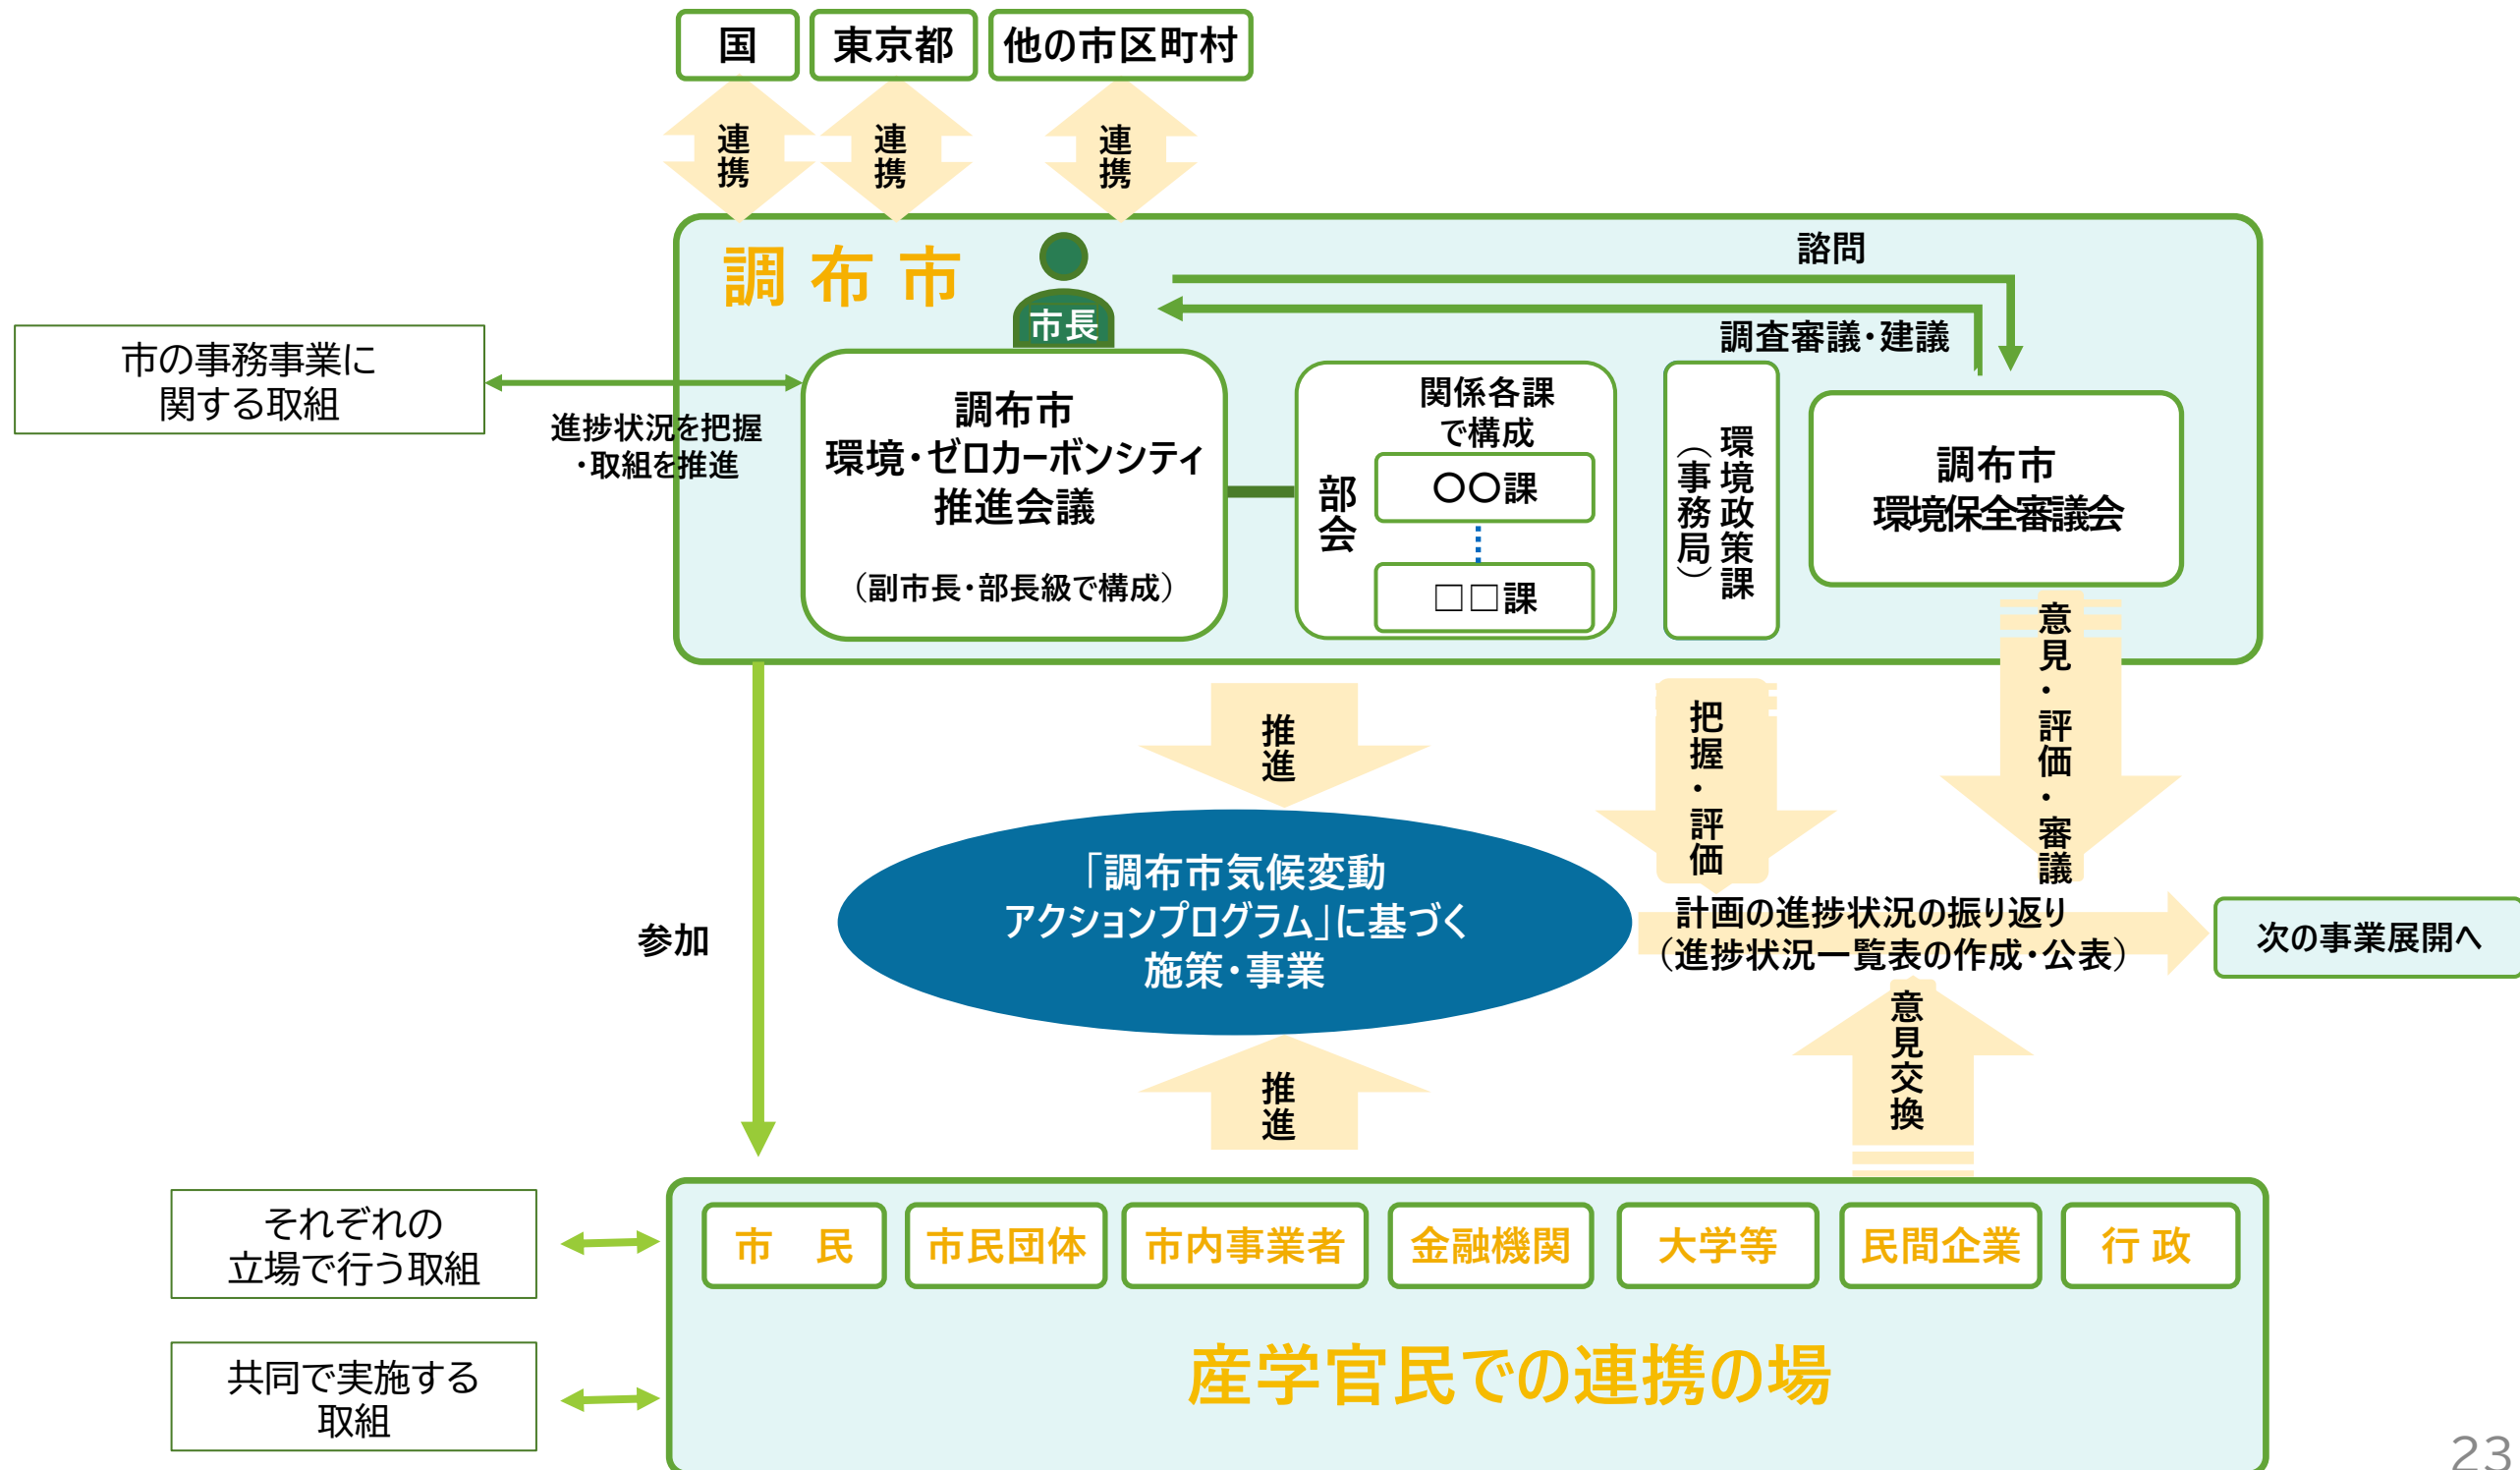 国
東京都
他の市区町村
連携
連携
連携
調布市
市長
諮問
調査審議・建議
市の事務事業に
関する取組
進捗状況を把握
・取組を推進
調布市
環境・ゼロカーボンシティ
推進会議
（副市長・部長級で構成）
部会
関係各課
で構成
〇〇課
□□課
環境政策課
（事務局）
調布市
環境保全審議会
推進
把握・評価
意見・評価・審議
参加
「調布市気候変動
アクションプログラム」に基づく
施策・事業
計画の進捗状況の振り返り
（進捗状況一覧表の作成・公表）
次の事業展開へ
推進
意見交換
それぞれの
立場で行う取組
共同で実施する
取組
市　民
市民団体
市内事業者
金融機関
大学等
民間企業
行 政
産学官民での連携の場
23